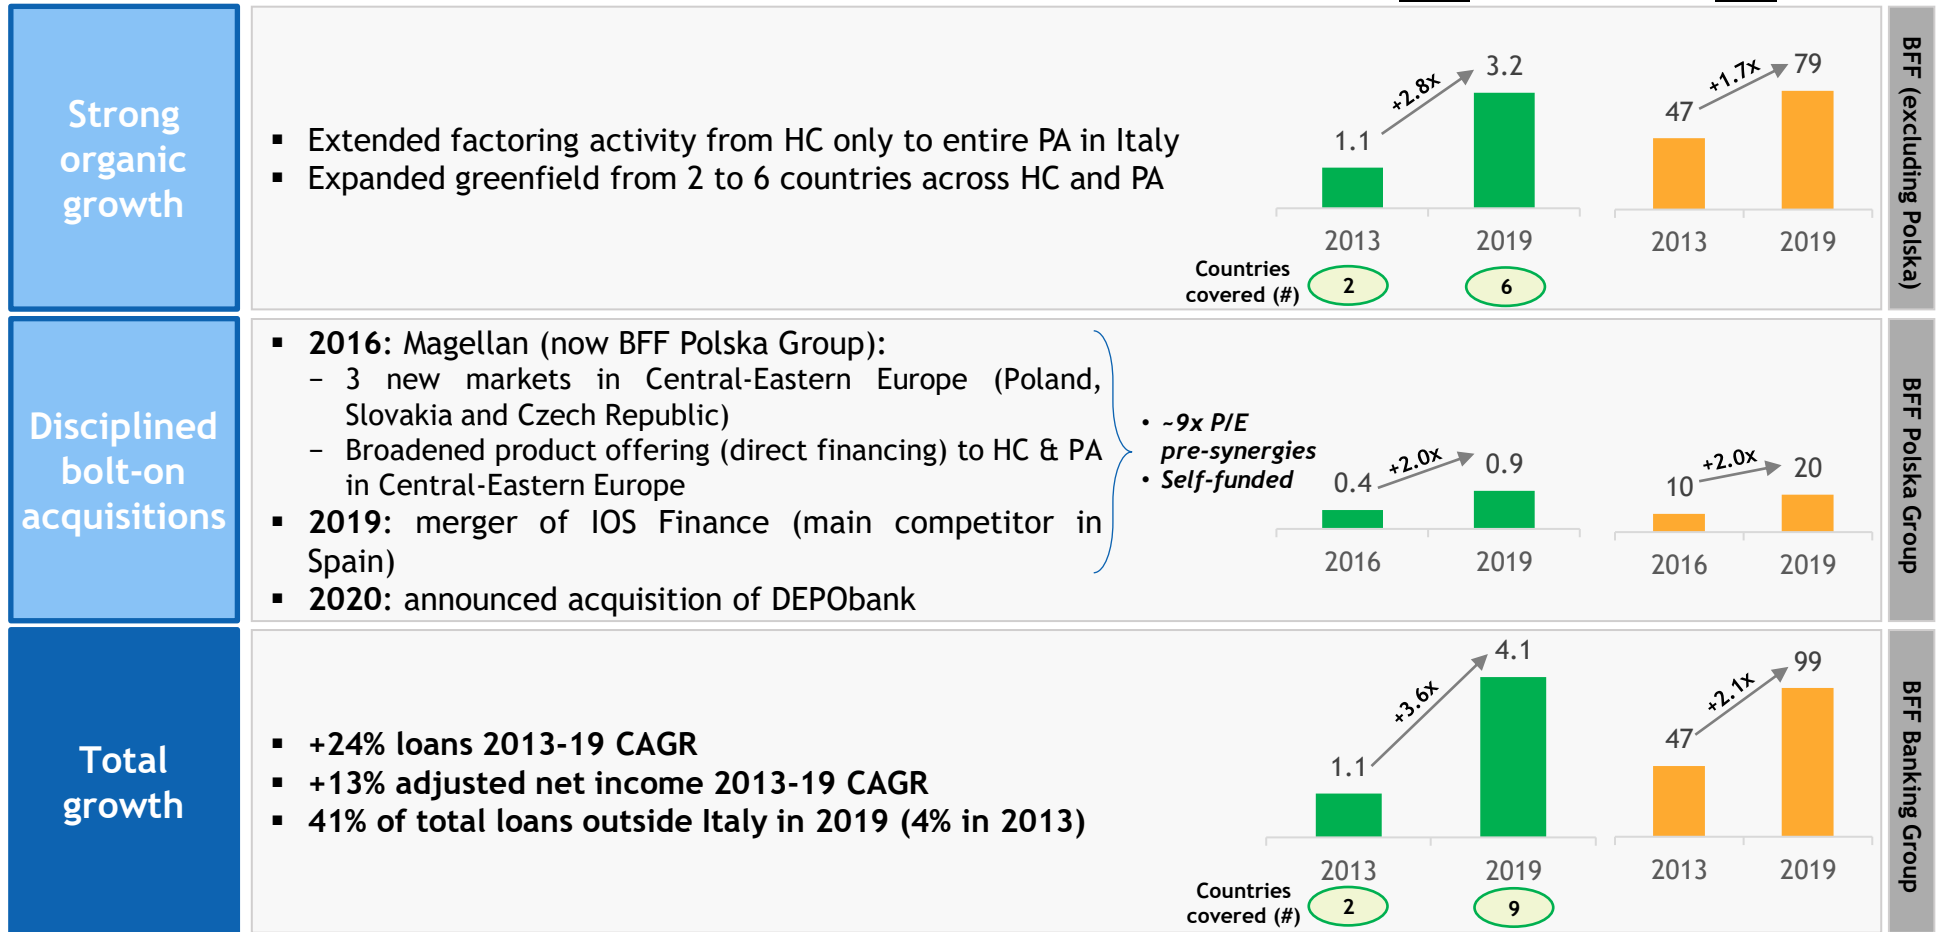 Strong
organic
growth
▪ Extended factoring activity from HC only to entire PA in Italy
▪ Expanded greenfield from 2 to 6 countries across HC and PA
1.1
+2.8x
3.2
2013
2019
Countries
covered (#)
2
6
47
+1.7x
79
2013
2019
BFF (excluding Polska)
Disciplined
bolt-on
acquisitions
▪ 2016: Magellan (now BFF Polska Group):
– 3 new markets in Central-Eastern Europe (Poland,
Slovakia and Czech Republic)
– Broadened product offering (direct financing) to HC & PA
in Central-Eastern Europe
▪ 2019: merger of IOS Finance (main competitor in
Spain)
▪ 2020: announced acquisition of DEPObank
• ~9x P/E
pre-synergies
• Self-funded
0.4
+2.0x
0.9
2016
2019
10
+2.0x
20
2016
2019
BFF Polska Group
Total
growth
▪ +24% loans 2013-19 CAGR
▪ +13% adjusted net income 2013-19 CAGR
▪ 41% of total loans outside Italy in 2019 (4% in 2013)
1.1
+3.6x
4.1
2013
2019
Countries
covered (#)
2
9
47
+2.1x
99
2013
2019
BFF Banking Group